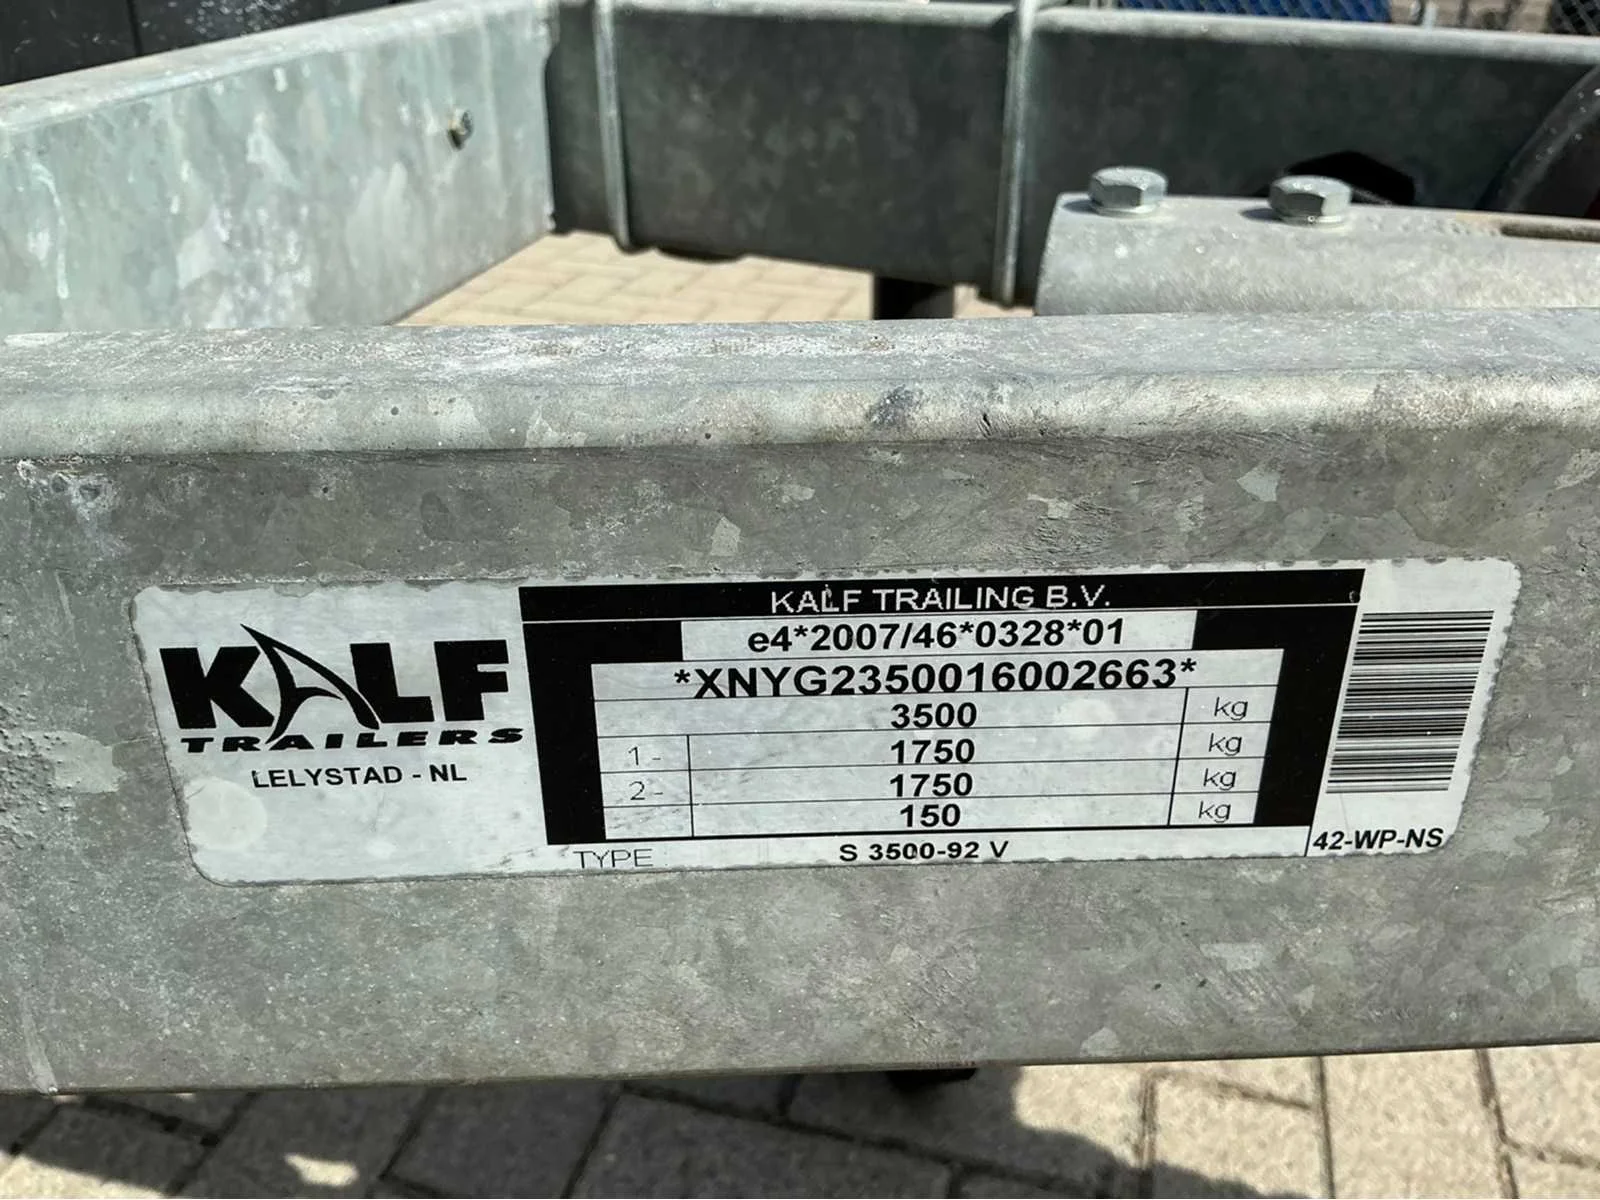 KALF
TRAILERS
LELYSTAD - NL
KALF TRAILING B.V.
e4*2007/46*0328*01
*XNYG2350016002663*
3500 kg
1 - 1750 kg
2 - 1750 kg
150 kg
TYPE : S 3500-92 V
42-WP-NS